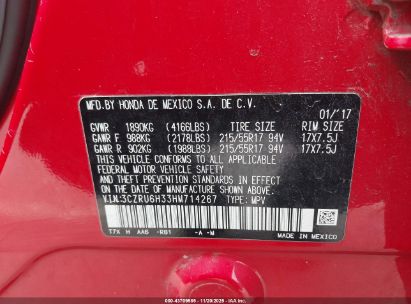 MFD. BY HONDA DE MEXICO S.A. DE C.V.
01/'17
GVWR 1890KG (4166LBS) TIRE SIZE RIM SIZE
GAWR F 988KG (2178LBS) 215/55R17 94V 17X7.5J
GAWR R 902KG (1988LBS) 215/55R17 94V 17X7.5J
THIS VEHICLE CONFORMS TO ALL APPLICABLE
FEDERAL MOTOR VEHICLE SAFETY AND
THEFT PREVENTION STANDARDS IN EFFECT ON
THE DATE OF MANUFACTURE SHOWN ABOVE.
V.I.N:3CZRU6H33HM714267 TYPE: MPV
T7X H AA6 -R81 -A -M
MADE IN MEXICO